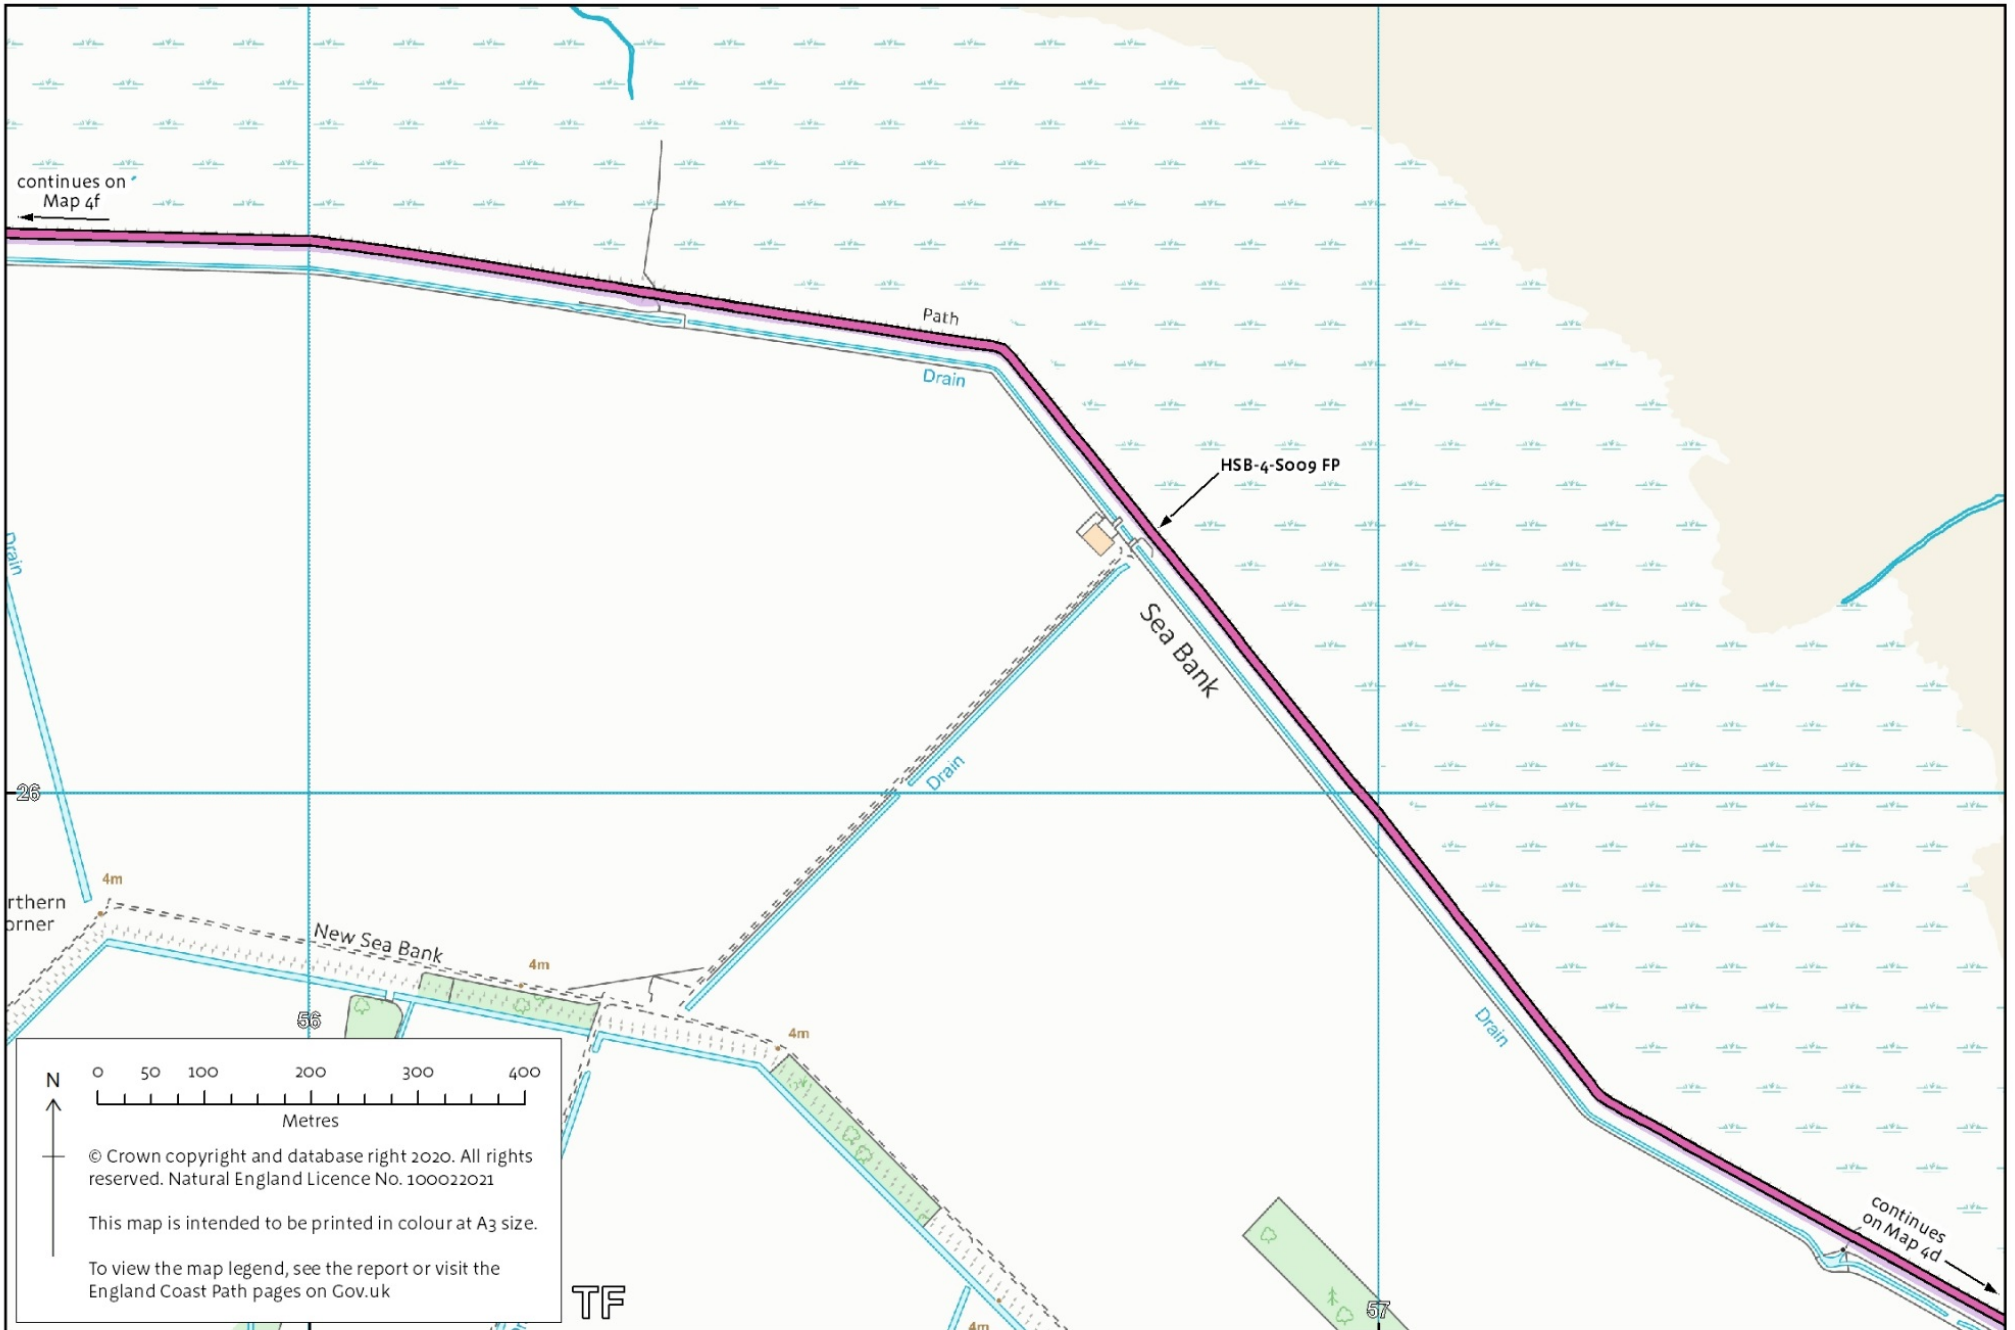 continues on
Map 4f
Path
Drain
HSB-4-S009 FP
Drain
Sea Bank
Drain
26
4m
rthern
orner
New Sea Bank
4m
56
4m
Drain
N
0 50 100 200 300 400
Metres
© Crown copyright and database right 2020. All rights
reserved. Natural England Licence No. 100022021
This map is intended to be printed in colour at A3 size.
To view the map legend, see the report or visit the
England Coast Path pages on Gov.uk
TF
continues
on Map 4d
57
4m